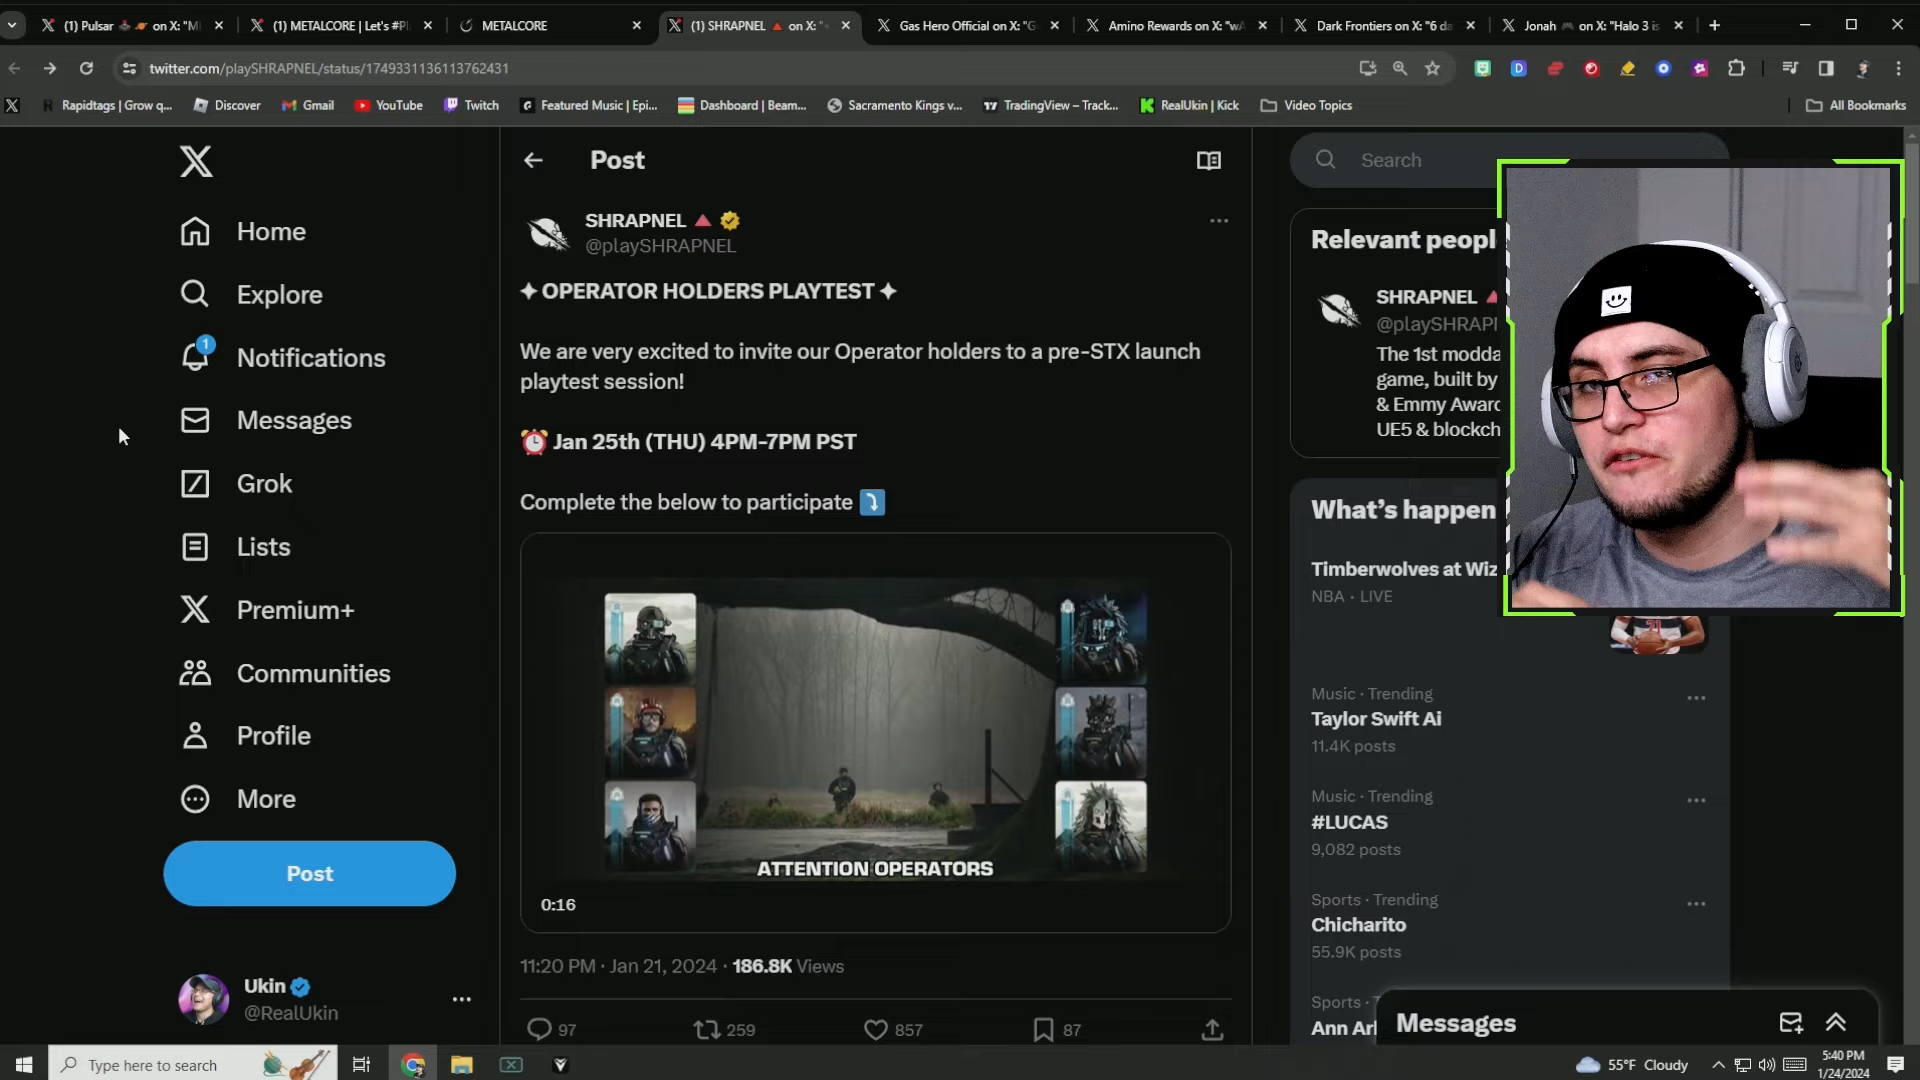 (1) Pulsar on X: "M
(1) METALCORE | Let's #Pl
METALCORE
(1) SHRAPNEL on X: "
Gas Hero Official on X: "G
Amino Rewards on X: "wA
Dark Frontiers on X: "6 da
Jonah on X: "Halo 3 is
twitter.com/playSHRAPNEL/status/1749331136113762431
Rapidtags | Grow q...
Discover
Gmail
YouTube
Twitch
Featured Music | Epi...
Dashboard | Beam...
Sacramento Kings v...
TradingView – Track...
RealUkin | Kick
Video Topics
All Bookmarks
Home
Explore
1
Notifications
Messages
Grok
Lists
Premium+
Communities
Profile
More
Post
Ukin
@RealUkin
Post
SHRAPNEL
@playSHRAPNEL
✦ OPERATOR HOLDERS PLAYTEST ✦
We are very excited to invite our Operator holders to a pre-STX launch
playtest session!
⏰ Jan 25th (THU) 4PM-7PM PST
Complete the below to participate ⤵️
ATTENTION OPERATORS
0:16
11:20 PM · Jan 21, 2024 · 186.8K Views
97
259
857
87
Search
Relevant peopl
SHRAPNEL
@playSHRAPI
The 1st modda
game, built by
& Emmy Awarc
UE5 & blockch
What's happen
Timberwolves at Wiz
NBA · LIVE
Music · Trending
Taylor Swift Ai
11.4K posts
Music · Trending
#LUCAS
9,082 posts
Sports · Trending
Chicharito
55.9K posts
Sports · T
Ann Arl
Messages
Type here to search
55°F Cloudy
5:40 PM
1/24/2024